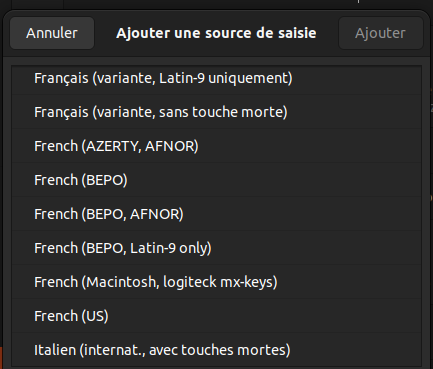 Annuler
Ajouter une source de saisie
Ajouter
Français (variante, Latin-9 uniquement)
Français (variante, sans touche morte)
French (AZERTY, AFNOR)
French (BEPO)
French (BEPO, AFNOR)
French (BEPO, Latin-9 only)
French (Macintosh, logiteck mx-keys)
French (US)
Italien (internat., avec touches mortes)